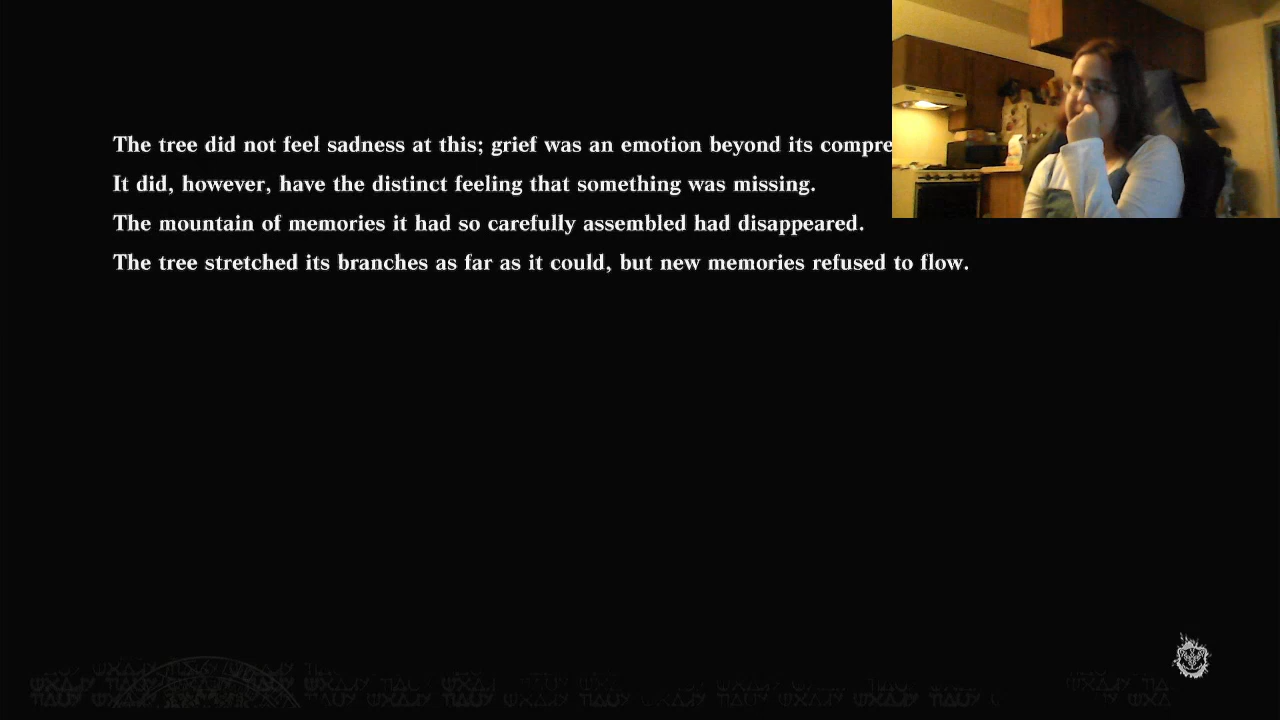 The tree did not feel sadness at this; grief was an emotion beyond its compre
It did, however, have the distinct feeling that something was missing.
The mountain of memories it had so carefully assembled had disappeared.
The tree stretched its branches as far as it could, but new memories refused to flow.